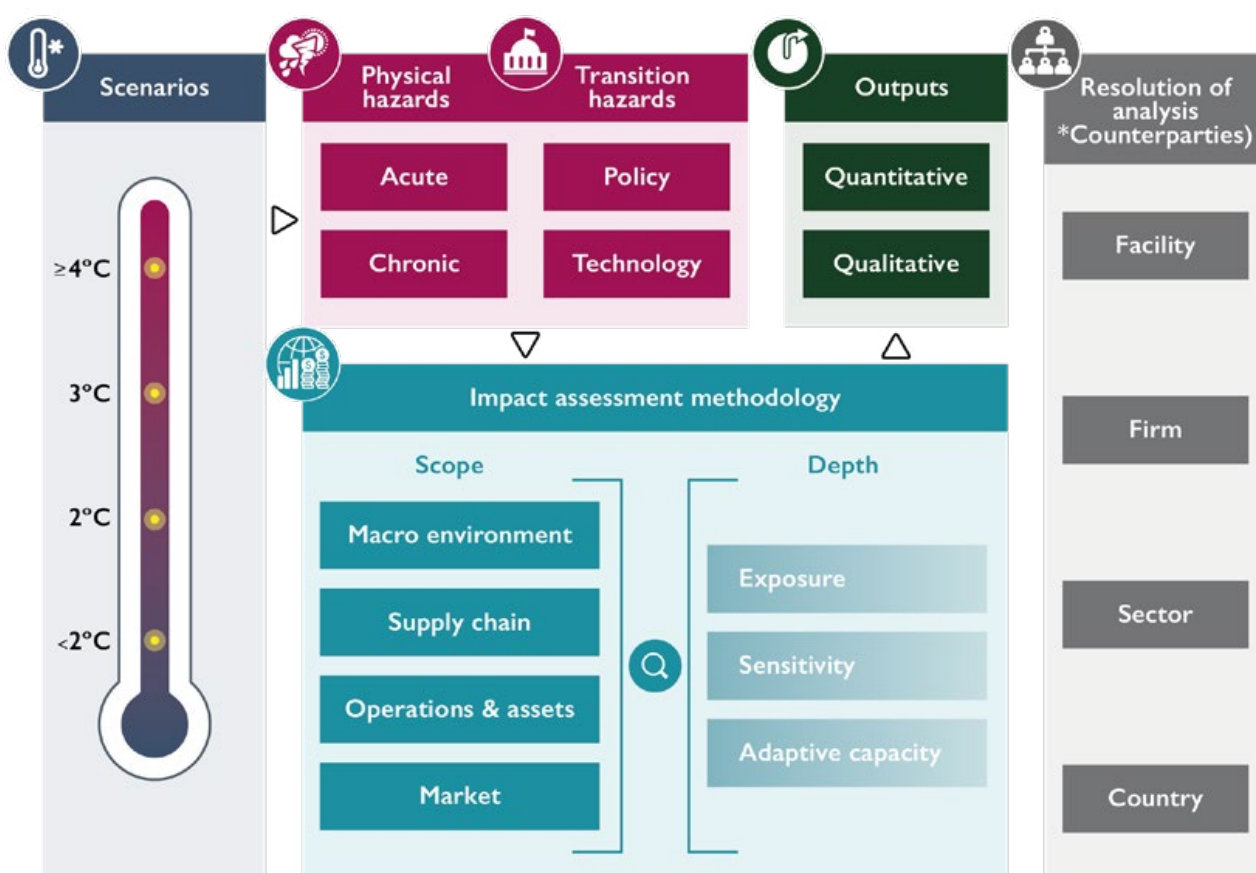 Scenarios
≥4°C
3°C
2°C
<2°C
Physical
hazards
Transition
hazards
Acute
Policy
Chronic
Technology
Outputs
Quantitative
Qualitative
Impact assessment methodology
Scope
Depth
Macro environment
Supply chain
Operations & assets
Market
Exposure
Sensitivity
Adaptive capacity
Resolution of
analysis
*Counterparties)
Facility
Firm
Sector
Country